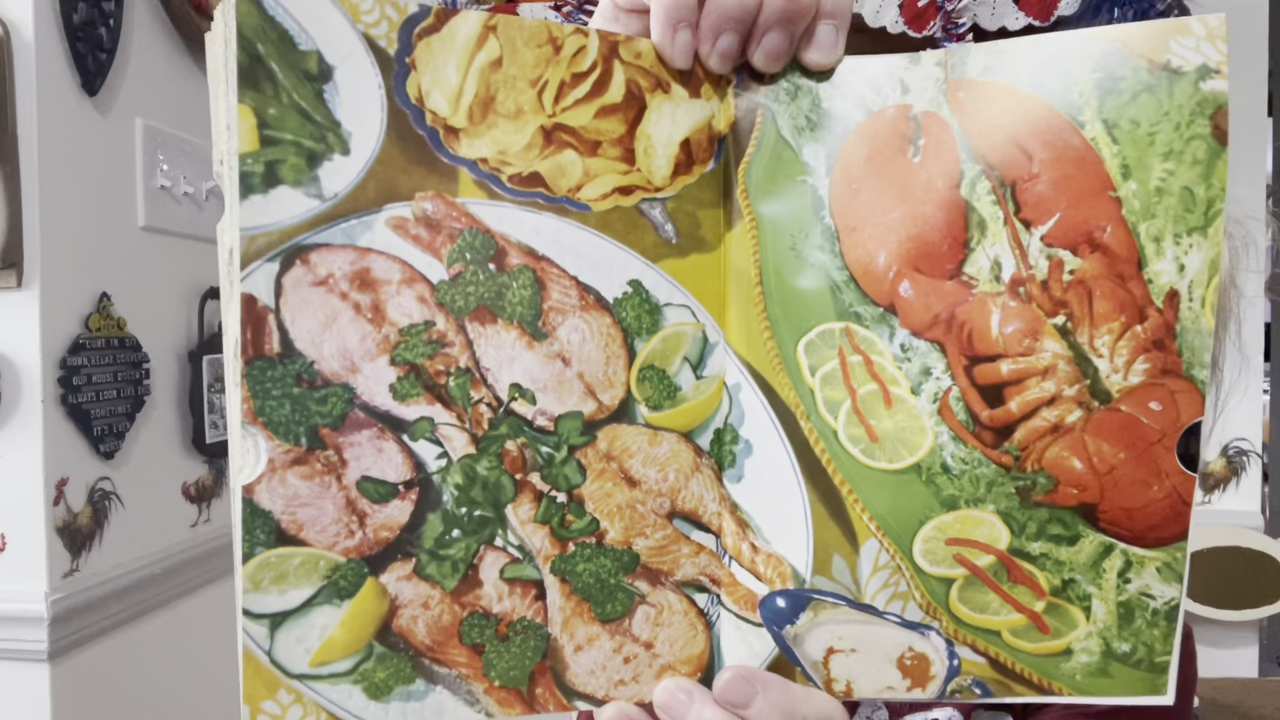 "COME IN SIT
DOWN, RELAX, CONVERSE
OUR HOUSE DOESN'T
ALWAYS LOOK LIKE THIS
SOMETIMES
IT'S EVEN
WORSE"